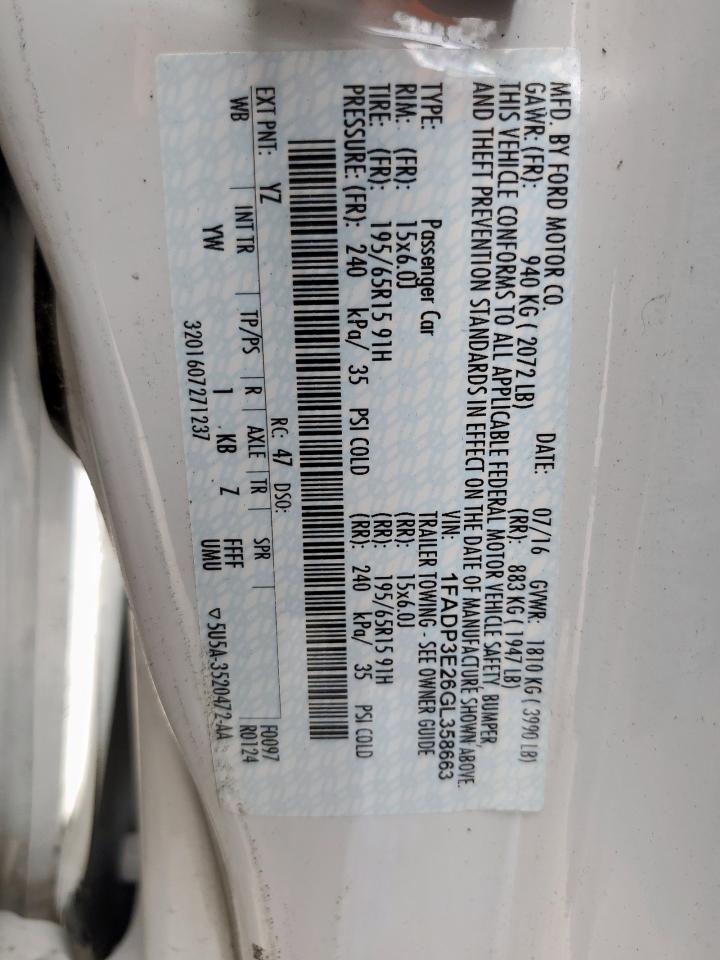 MFD. BY FORD MOTOR CO. DATE: 07/16 GVWR: 1810 KG ( 3990 LB)
GAWR: (FR): 940 KG ( 2072 LB) (RR): 883 KG ( 1947 LB)
THIS VEHICLE CONFORMS TO ALL APPLICABLE FEDERAL MOTOR VEHICLE SAFETY, BUMPER,
AND THEFT PREVENTION STANDARDS IN EFFECT ON THE DATE OF MANUFACTURE SHOWN ABOVE.
VIN: 1FADP3E26GL358663
TYPE: Passenger Car TRAILER TOWING - SEE OWNER GUIDE
RIM: (FR): 15x6.0J (RR): 15x6.0J
TIRE: (FR): 195/65R15 91H (RR): 195/65R15 91H
PRESSURE: (FR): 240 kPa/ 35 PSI COLD (RR): 240 kPa/ 35 PSI COLD
EXT PNT: YZ RC: 47 DSO: F0097
WB INT TR TP/PS R AXLE TR SPR R0124
YW 1 KB Z FFFF
UMU
3201607271237 ▽5U5A-3520472-AA